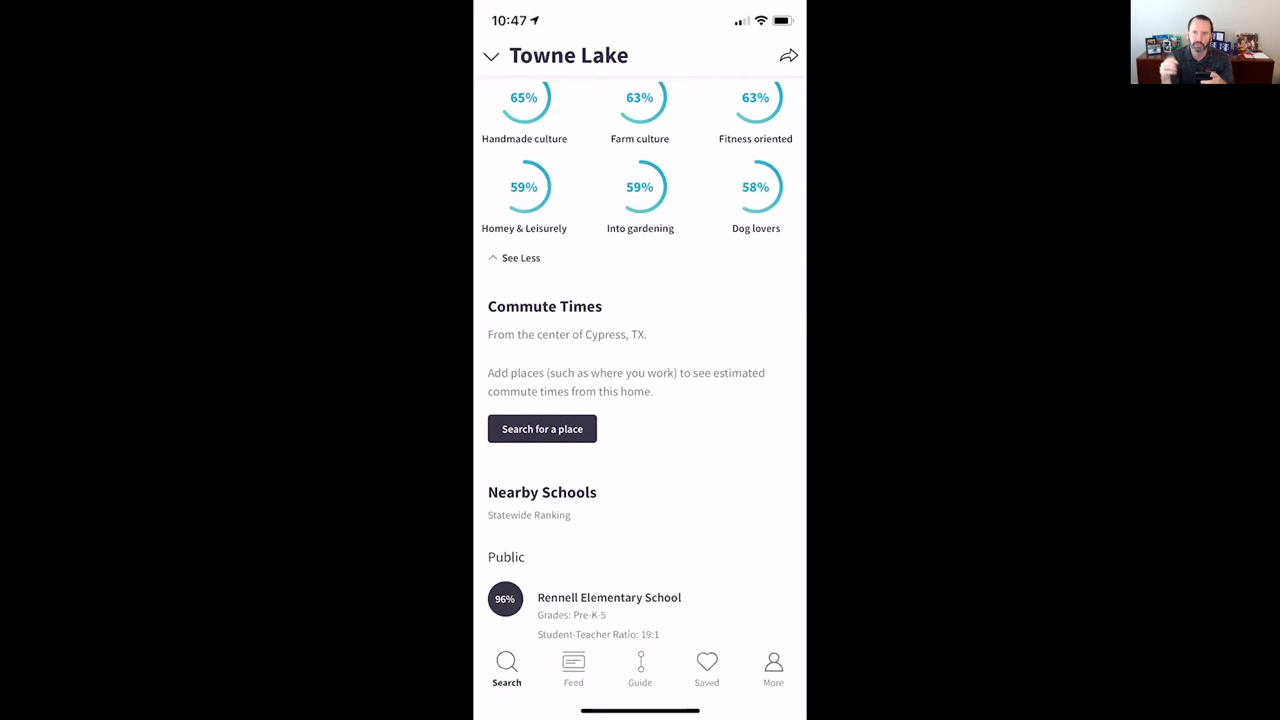 10:47
Towne Lake
65% 63% 63%
Handmade culture Farm culture Fitness oriented
59% 59% 58%
Homey & Leisurely Into gardening Dog lovers
See Less
Commute Times
From the center of Cypress, TX.
Add places (such as where you work) to see estimated
commute times from this home.
Search for a place
Nearby Schools
Statewide Ranking
Public
96%
Rennell Elementary School
Grades: Pre-K-5
Student-Teacher Ratio: 19:1
Search Feed Guide Saved More